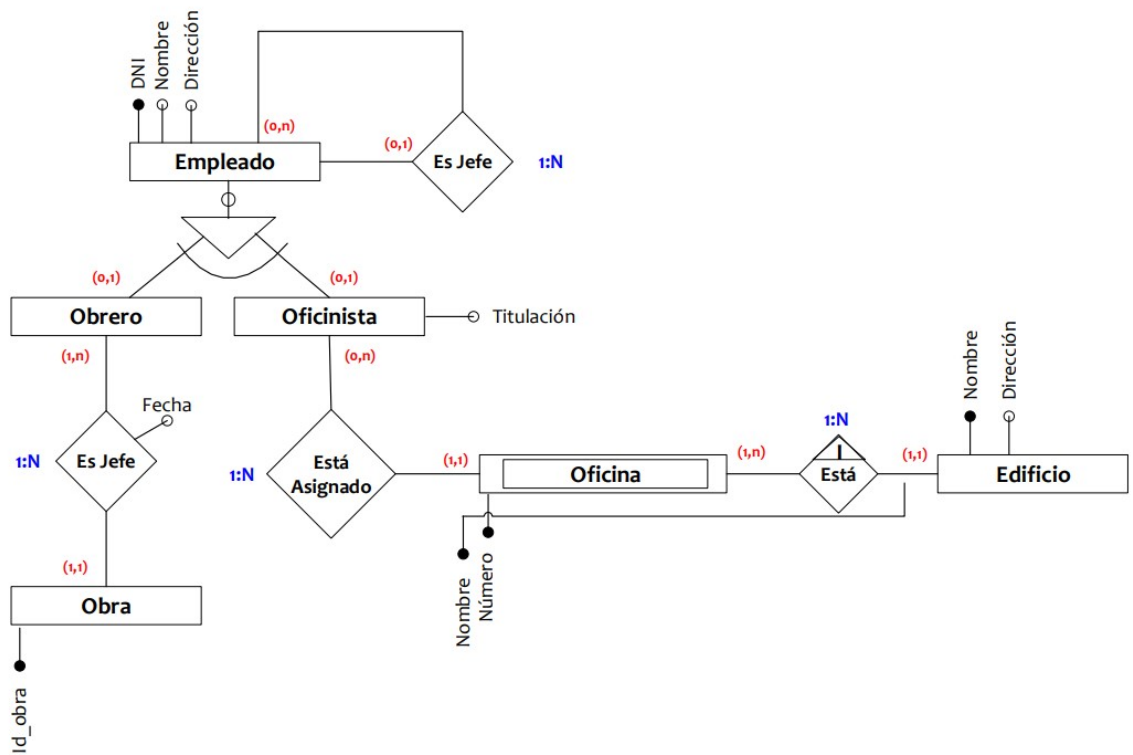 DNI
Nombre
Dirección
(0,n)
Empleado
(0,1)
Es Jefe
1:N
(0,1)
(0,1)
Obrero
Oficinista
Titulación
(1,n)
(0,n)
Fecha
1:N
Es Jefe
1:N
Está
Asignado
(1,1)
Oficina
(1,n)
1:N
I
Está
(1,1)
Nombre
Dirección
Edificio
Nombre
Número
(1,1)
Obra
Id_obra